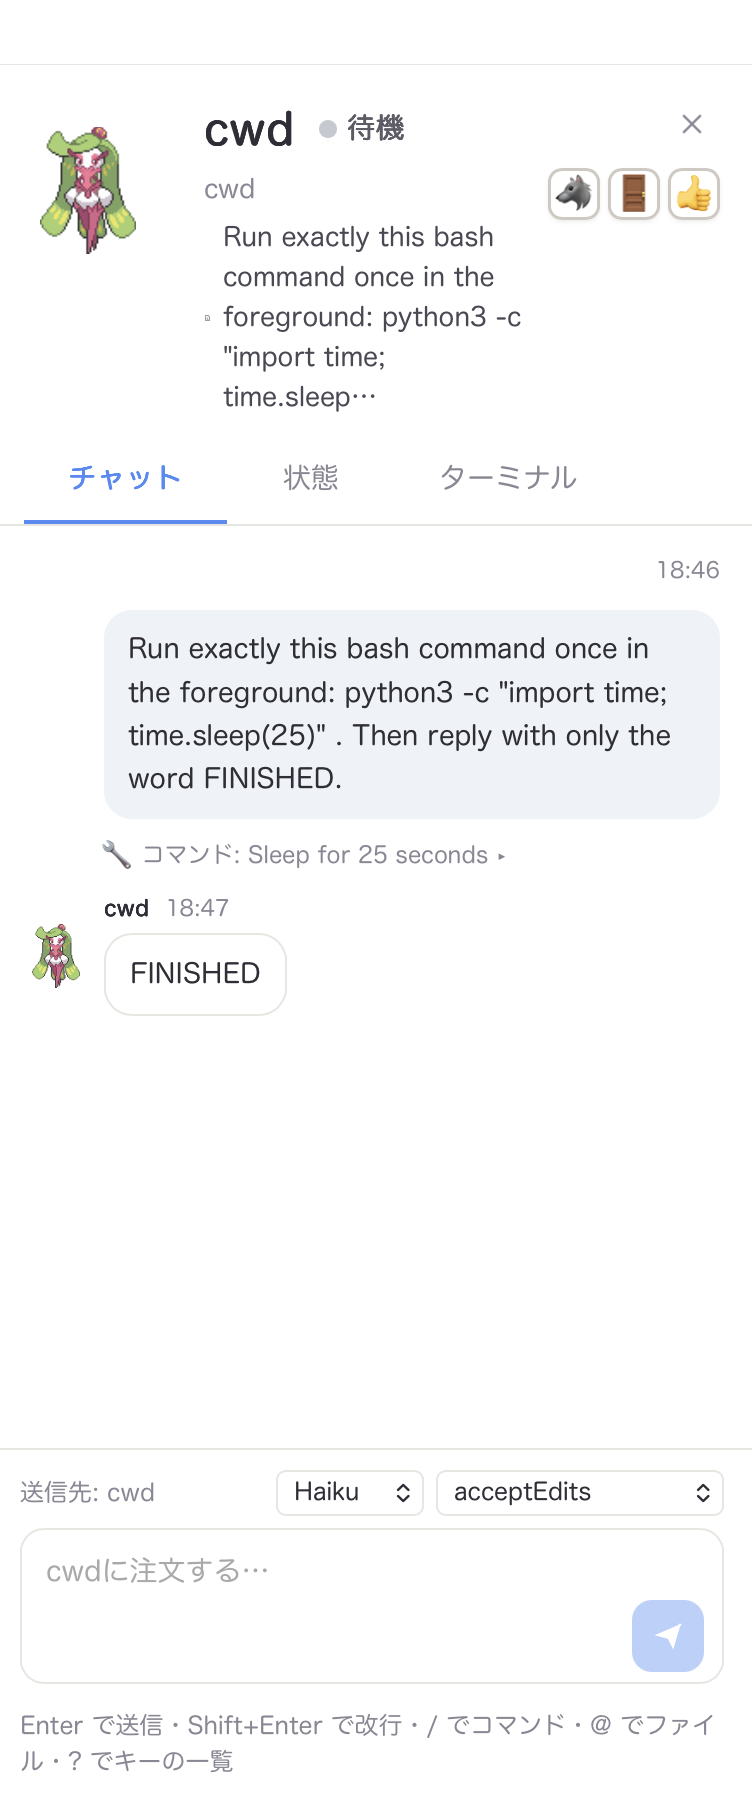 cwd 待機
cwd
Run exactly this bash
command once in the
foreground: python3 -c
"import time;
time.sleep…
チャット 状態 ターミナル
18:46
Run exactly this bash command once in
the foreground: python3 -c "import time;
time.sleep(25)" . Then reply with only the
word FINISHED.
コマンド: Sleep for 25 seconds ▸
cwd 18:47
FINISHED
送信先: cwd Haiku acceptEdits
cwdに注文する…
Enter で送信・Shift+Enter で改行・/ でコマンド・@ でファイ
ル・? でキーの一覧